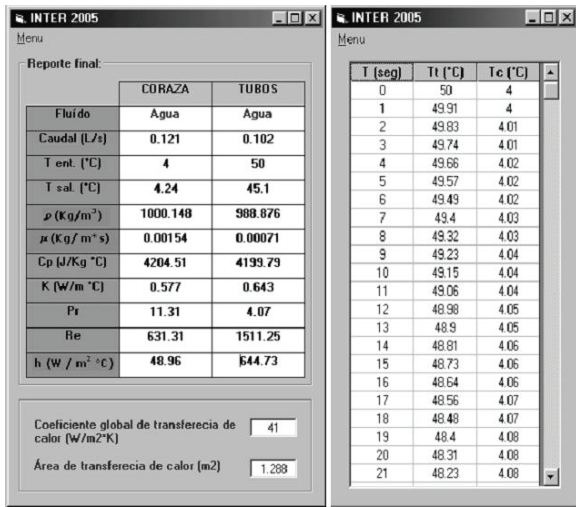 INTER 2005
Menu
Reporte final:
CORAZA TUBOS
Fluído Agua Agua
Caudal (L/s) 0.121 0.102
T ent. (°C) 4 50
T sal. (°C) 4.24 45.1
ρ (Kg/m³) 1000.148 988.876
μ (Kg/ m*s) 0.00154 0.00071
Cp (J/Kg °C) 4204.51 4199.79
K (W/m °C) 0.577 0.643
Pr 11.31 4.07
Re 631.31 1511.25
h (W / m² °C) 48.96 644.73
Coeficiente global de transferecia de
calor (W/m2*K) 41
Área de transferecia de calor (m2) 1.288
INTER 2005
Menu
T (seg) Tt (°C) Tc (°C)
0 50 4
1 49.91 4
2 49.83 4.01
3 49.74 4.01
4 49.66 4.02
5 49.57 4.02
6 49.49 4.02
7 49.4 4.03
8 49.32 4.03
9 49.23 4.04
10 49.15 4.04
11 49.06 4.04
12 48.98 4.05
13 48.9 4.05
14 48.81 4.06
15 48.73 4.06
16 48.64 4.06
17 48.56 4.07
18 48.48 4.07
19 48.4 4.08
20 48.31 4.08
21 48.23 4.08